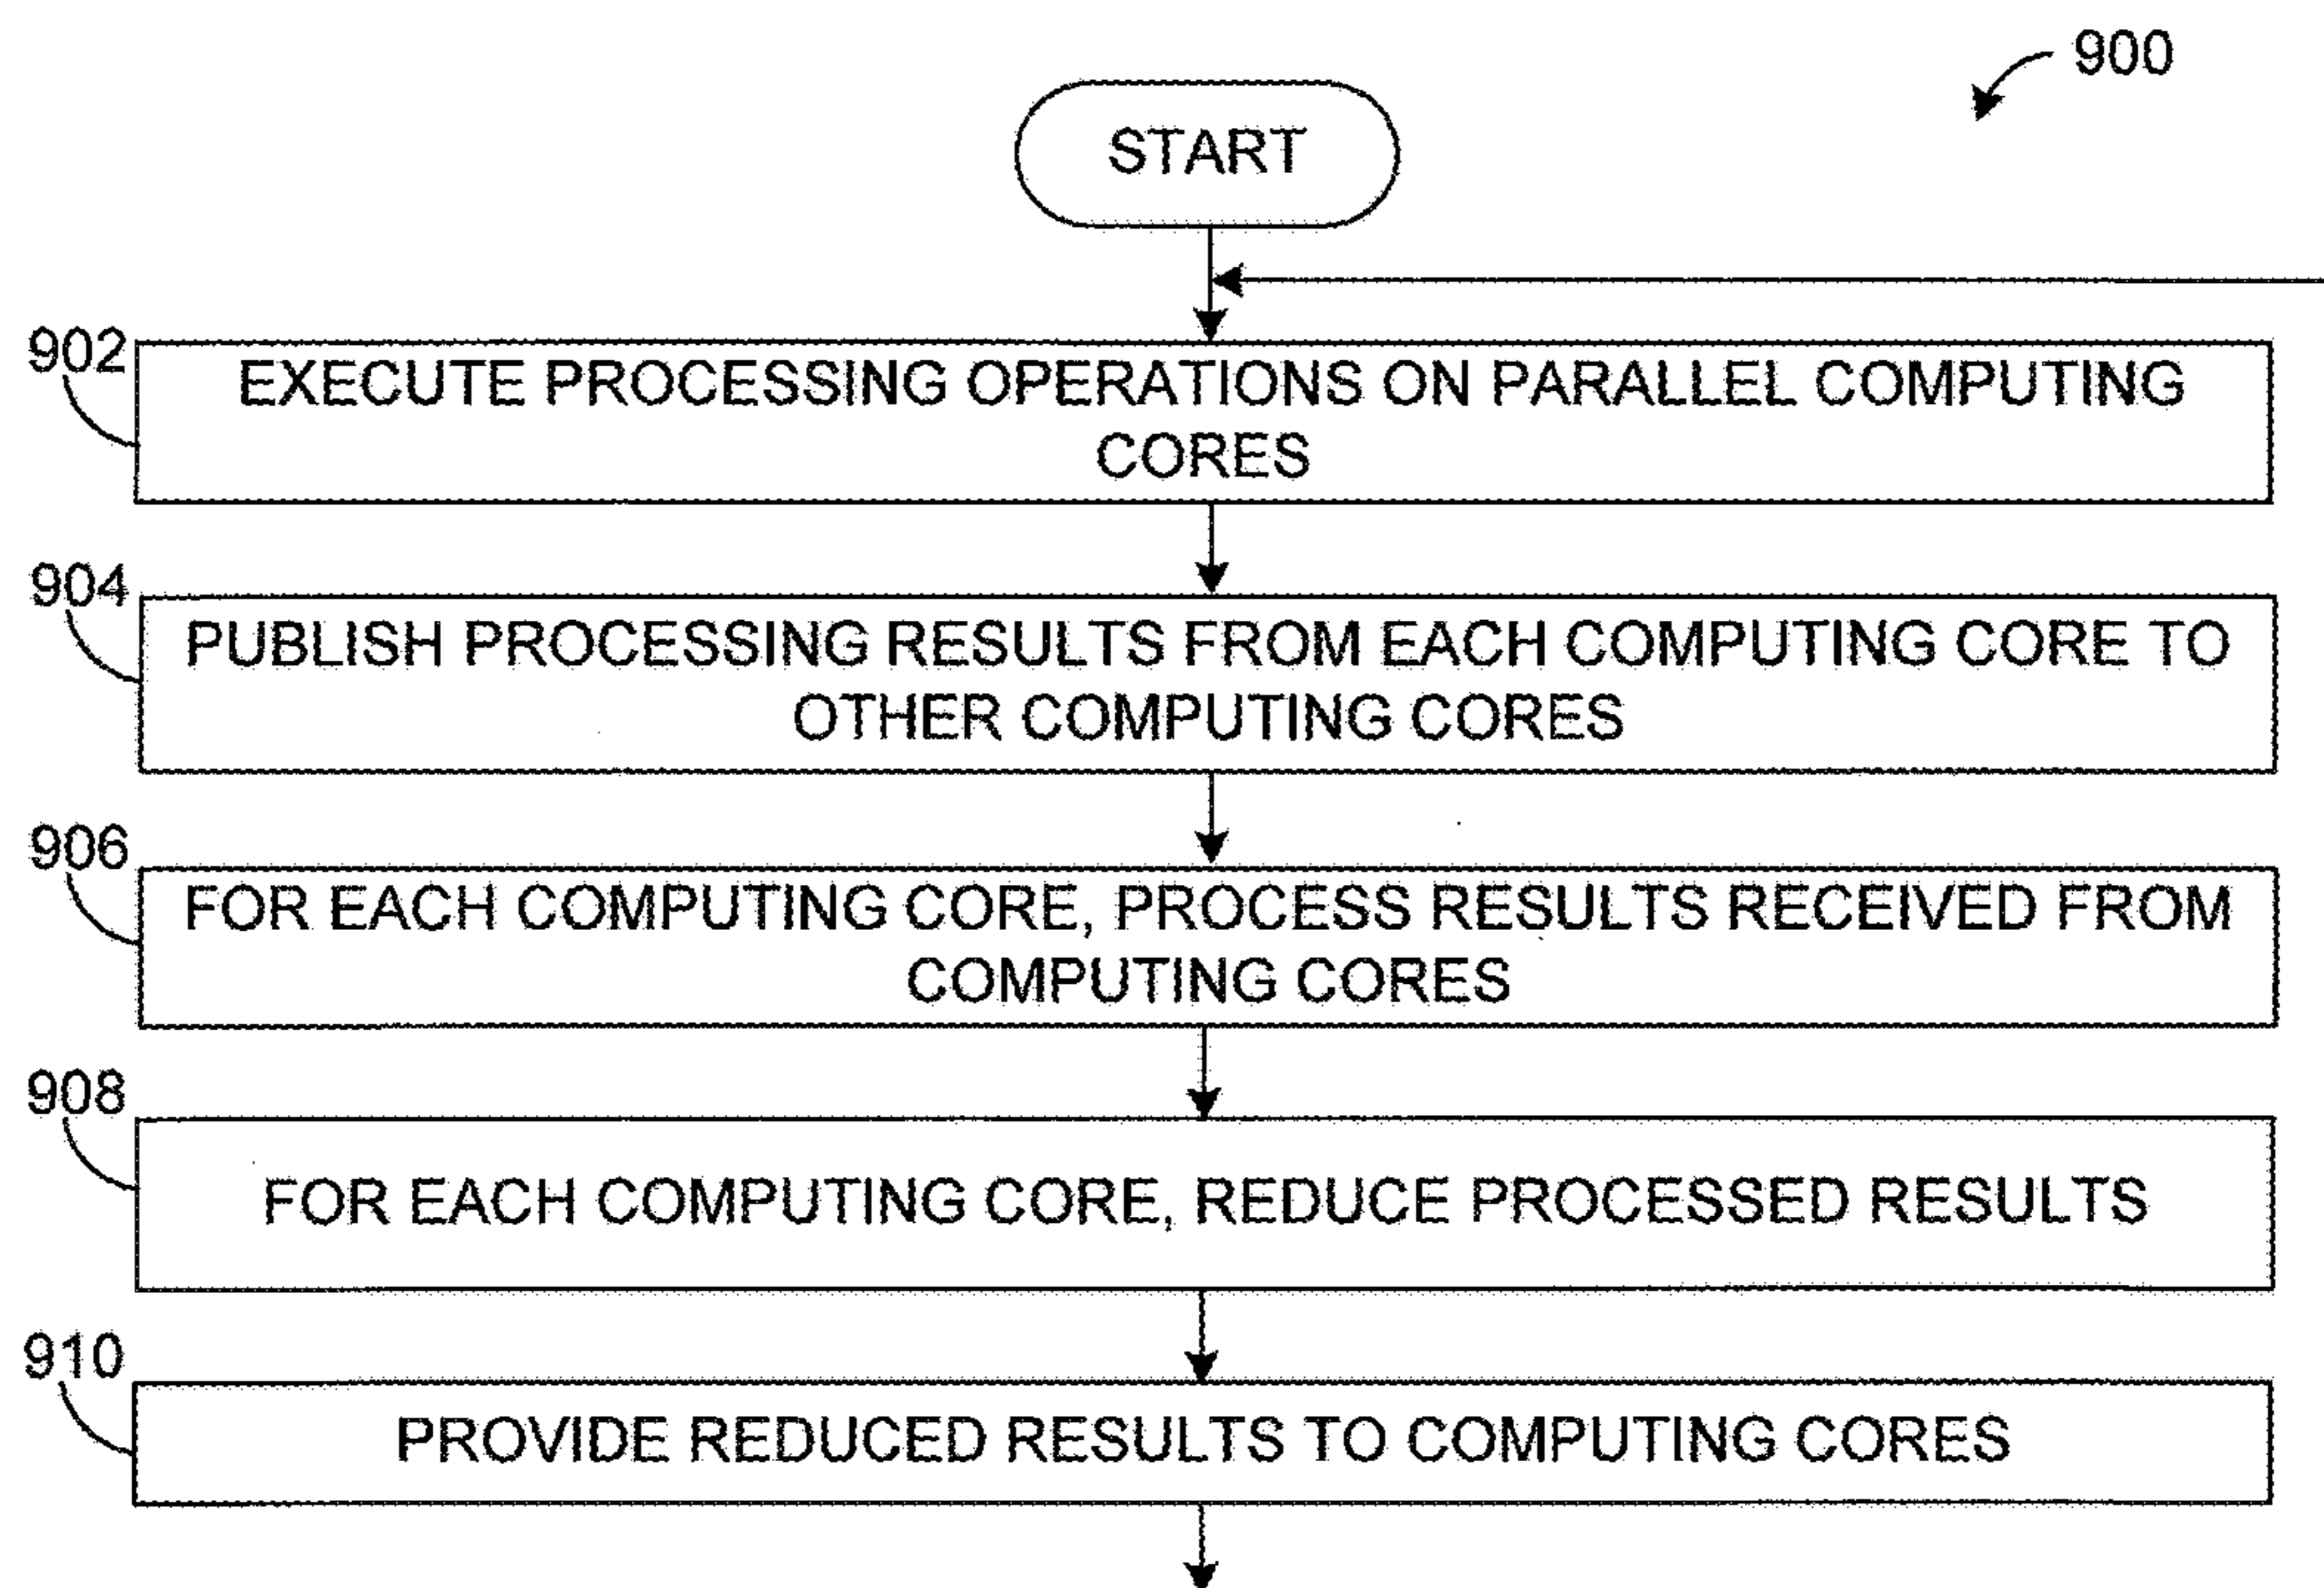 900
START
902
EXECUTE PROCESSING OPERATIONS ON PARALLEL COMPUTING
CORES
904
PUBLISH PROCESSING RESULTS FROM EACH COMPUTING CORE TO
OTHER COMPUTING CORES
906
FOR EACH COMPUTING CORE, PROCESS RESULTS RECEIVED FROM
COMPUTING CORES
908
FOR EACH COMPUTING CORE, REDUCE PROCESSED RESULTS
910
PROVIDE REDUCED RESULTS TO COMPUTING CORES